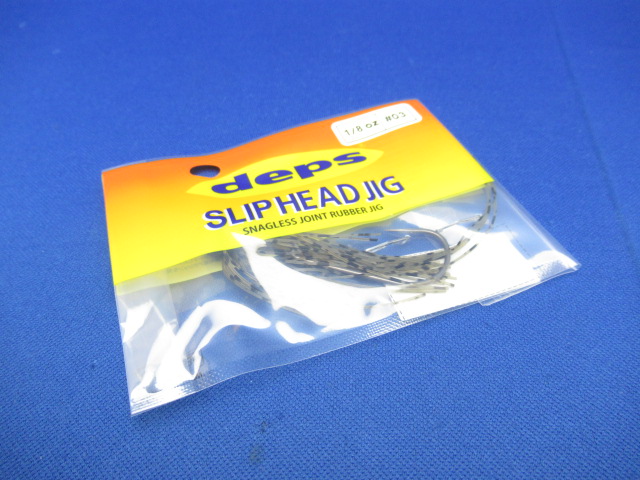 1/8 oz #03
deps
SLIP HEAD JIG
SNAGLESS JOINT RUBBER JIG